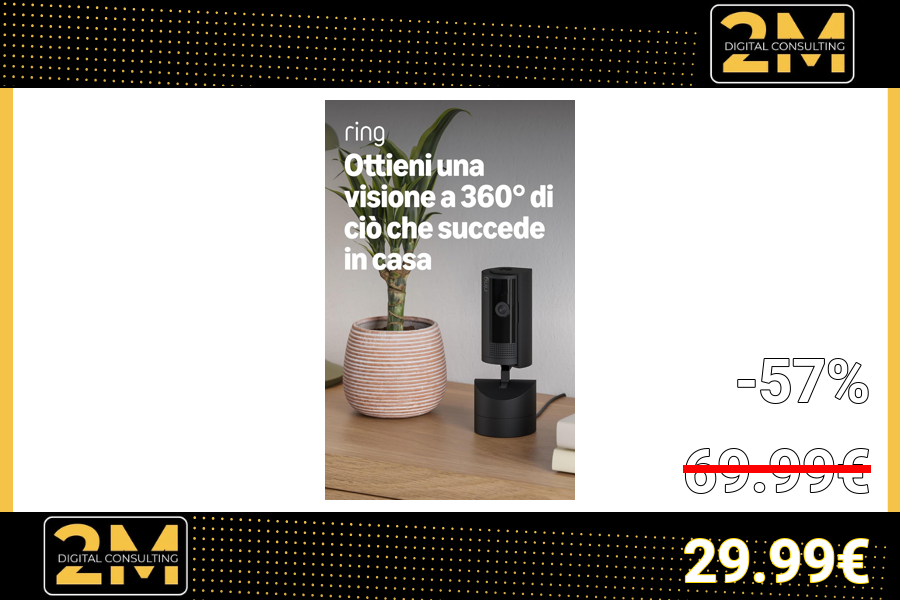 2M
DIGITAL CONSULTING
ring
Ottieni una
visione a 360° di
ciò che succede
in casa
-57%
69.99€
2M
DIGITAL CONSULTING
29.99€